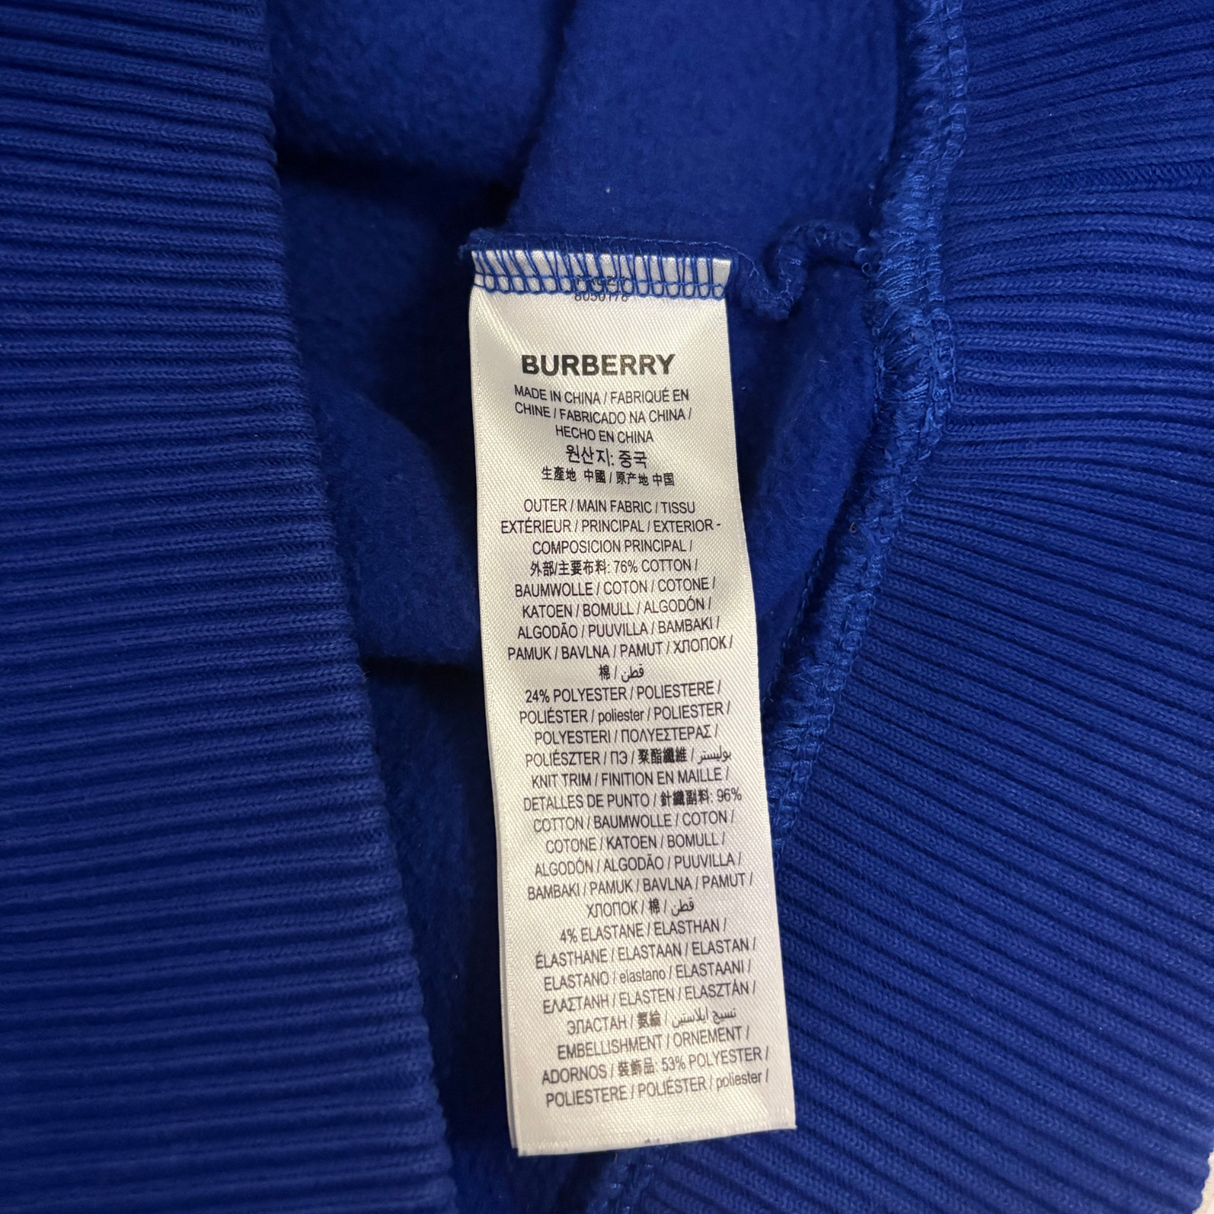 8050178
BURBERRY
MADE IN CHINA / FABRIQUÉ EN
CHINE / FABRICADO NA CHINA /
HECHO EN CHINA
원산지: 중국
生產地 中國 / 原产地 中国
OUTER / MAIN FABRIC / TISSU
EXTÉRIEUR / PRINCIPAL / EXTERIOR -
COMPOSICION PRINCIPAL /
外部/主要布料: 76% COTTON /
BAUMWOLLE / COTON / COTONE /
KATOEN / BOMULL / ALGODÓN /
ALGODÃO / PUUVILLA / BAMBAKI /
PAMUK / BAVLNA / PAMUT / ХЛОПОК /
棉 / قطن
24% POLYESTER / POLIESTERE /
POLIÉSTER / poliester / POLIESTER /
POLYESTERI / ΠΟΛΥΕΣΤΕΡΑΣ /
POLIÉSZTER / ПЭ / 聚酯纖維 / بوليستر
KNIT TRIM / FINITION EN MAILLE /
DETALLES DE PUNTO / 針織副料: 96%
COTTON / BAUMWOLLE / COTON /
COTONE / KATOEN / BOMULL /
ALGODÓN / ALGODÃO / PUUVILLA /
BAMBAKI / PAMUK / BAVLNA / PAMUT /
ХЛОПОК / 棉 / قطن
4% ELASTANE / ELASTHAN /
ÉLASTHANE / ELASTAAN / ELASTAN /
ELASTANO / elastano / ELASTAANI /
ΕΛΑΣΤΑΝΗ / ELASTEN / ELASZTÁN /
ЭЛАСТАН / 氨綸 / نسيج ايلاستين
EMBELLISHMENT / ORNEMENT /
ADORNOS / 裝飾品: 53% POLYESTER /
POLIESTERE / POLIÉSTER / poliester /